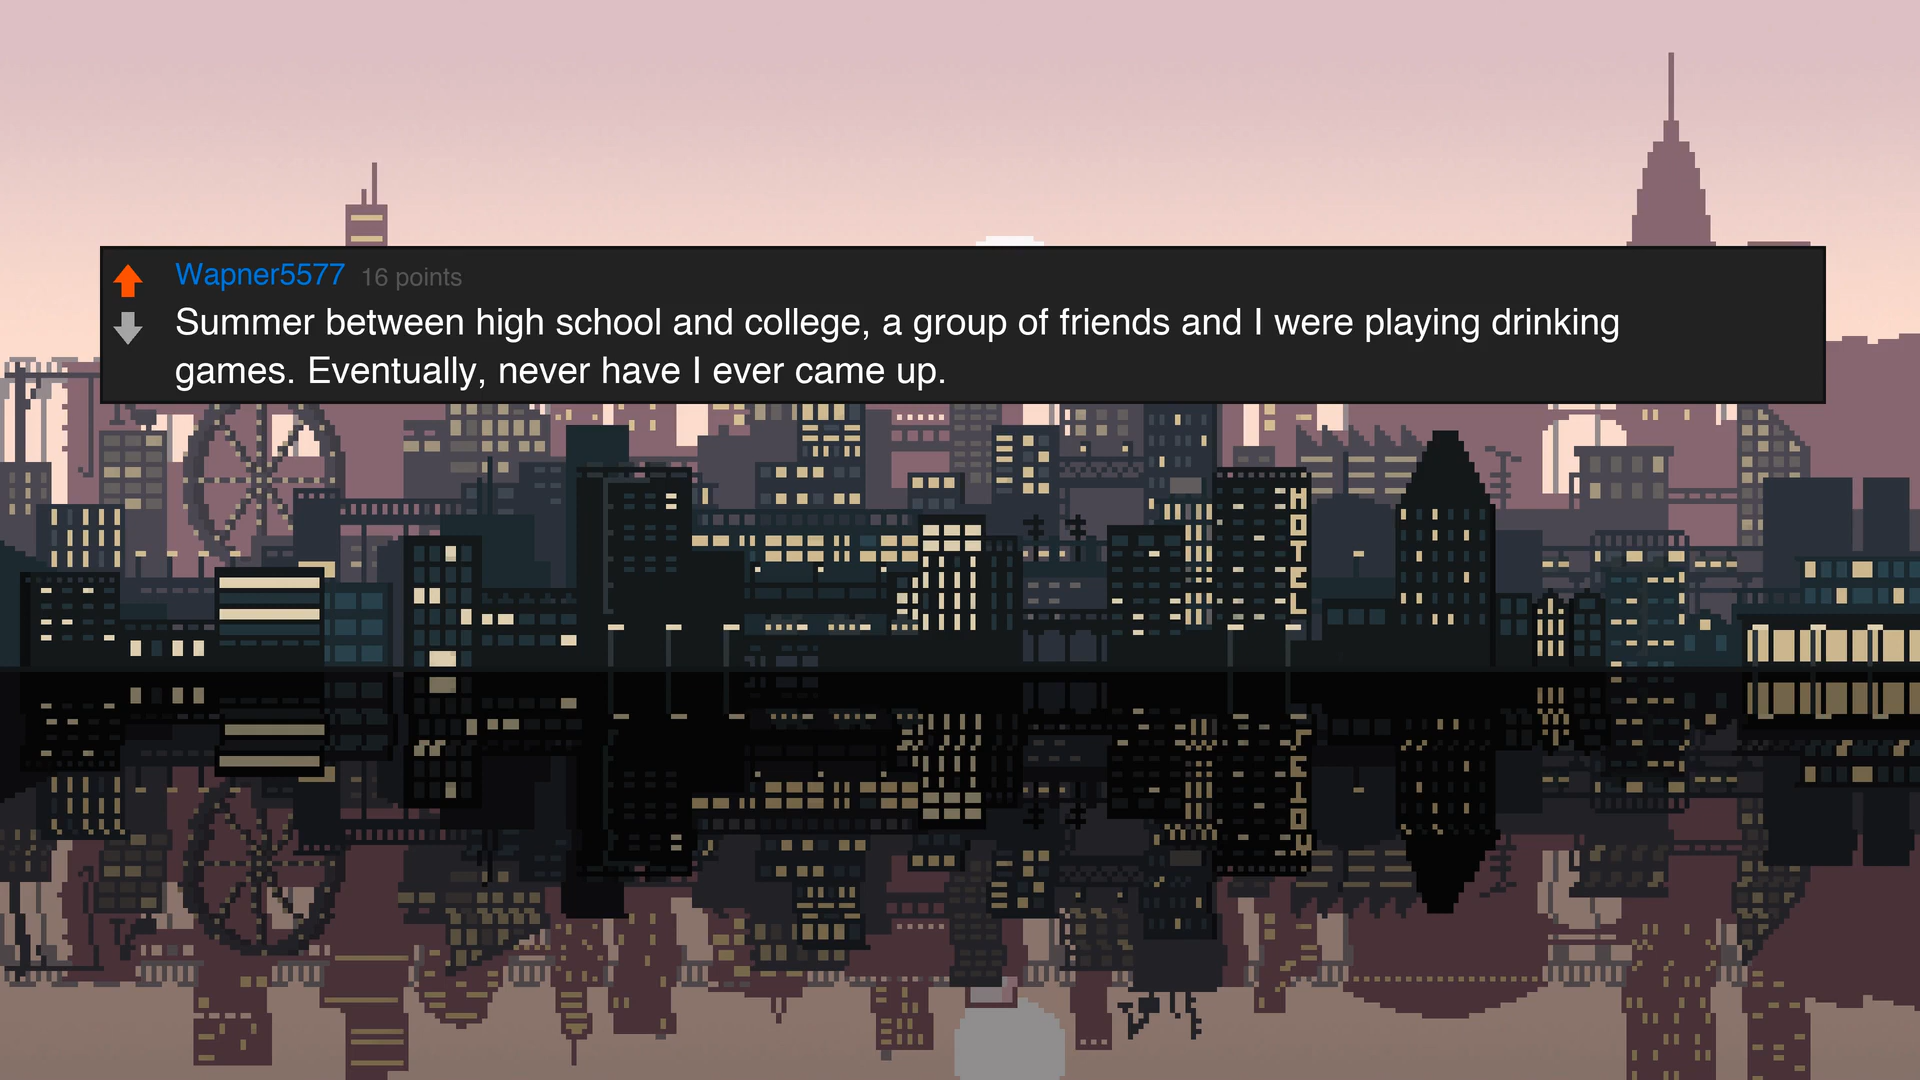 Wapner5577 16 points
Summer between high school and college, a group of friends and I were playing drinking
games. Eventually, never have I ever came up.
HOTEL